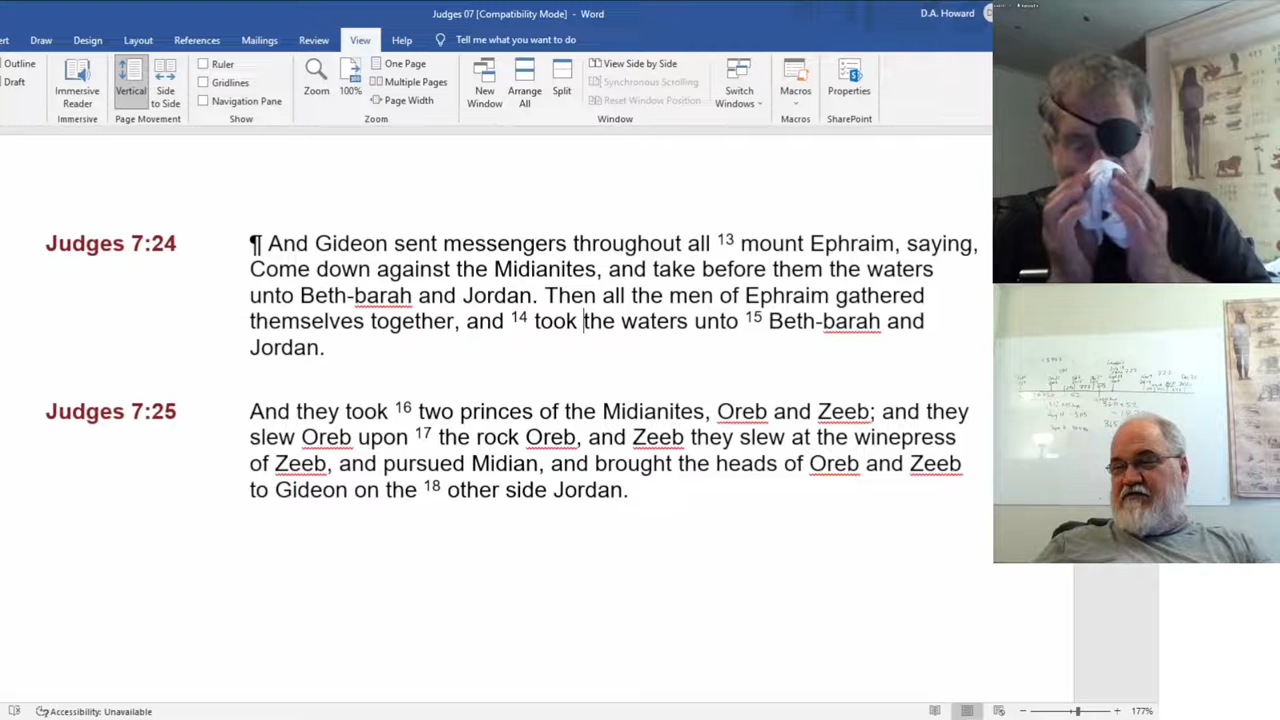 Judges 07 [Compatibility Mode] - Word
D.A. Howard
Draw Design Layout References Mailings Review View Help Tell me what you want to do
Outline
Draft
Immersive Reader
Immersive
Vertical
Side to Side
Page Movement
Ruler
Gridlines
Navigation Pane
Show
Zoom
100%
One Page
Multiple Pages
Page Width
Zoom
New Window
Arrange All
Split
View Side by Side
Synchronous Scrolling
Reset Window Position
Switch Windows
Window
Macros
Macros
Properties
SharePoint
Judges 7:24
¶ And Gideon sent messengers throughout all 13 mount Ephraim, saying,
Come down against the Midianites, and take before them the waters
unto Beth-barah and Jordan. Then all the men of Ephraim gathered
themselves together, and 14 took the waters unto 15 Beth-barah and
Jordan.
Judges 7:25
And they took 16 two princes of the Midianites, Oreb and Zeeb; and they
slew Oreb upon 17 the rock Oreb, and Zeeb they slew at the winepress
of Zeeb, and pursued Midian, and brought the heads of Oreb and Zeeb
to Gideon on the 18 other side Jordan.
Accessibility: Unavailable
177%